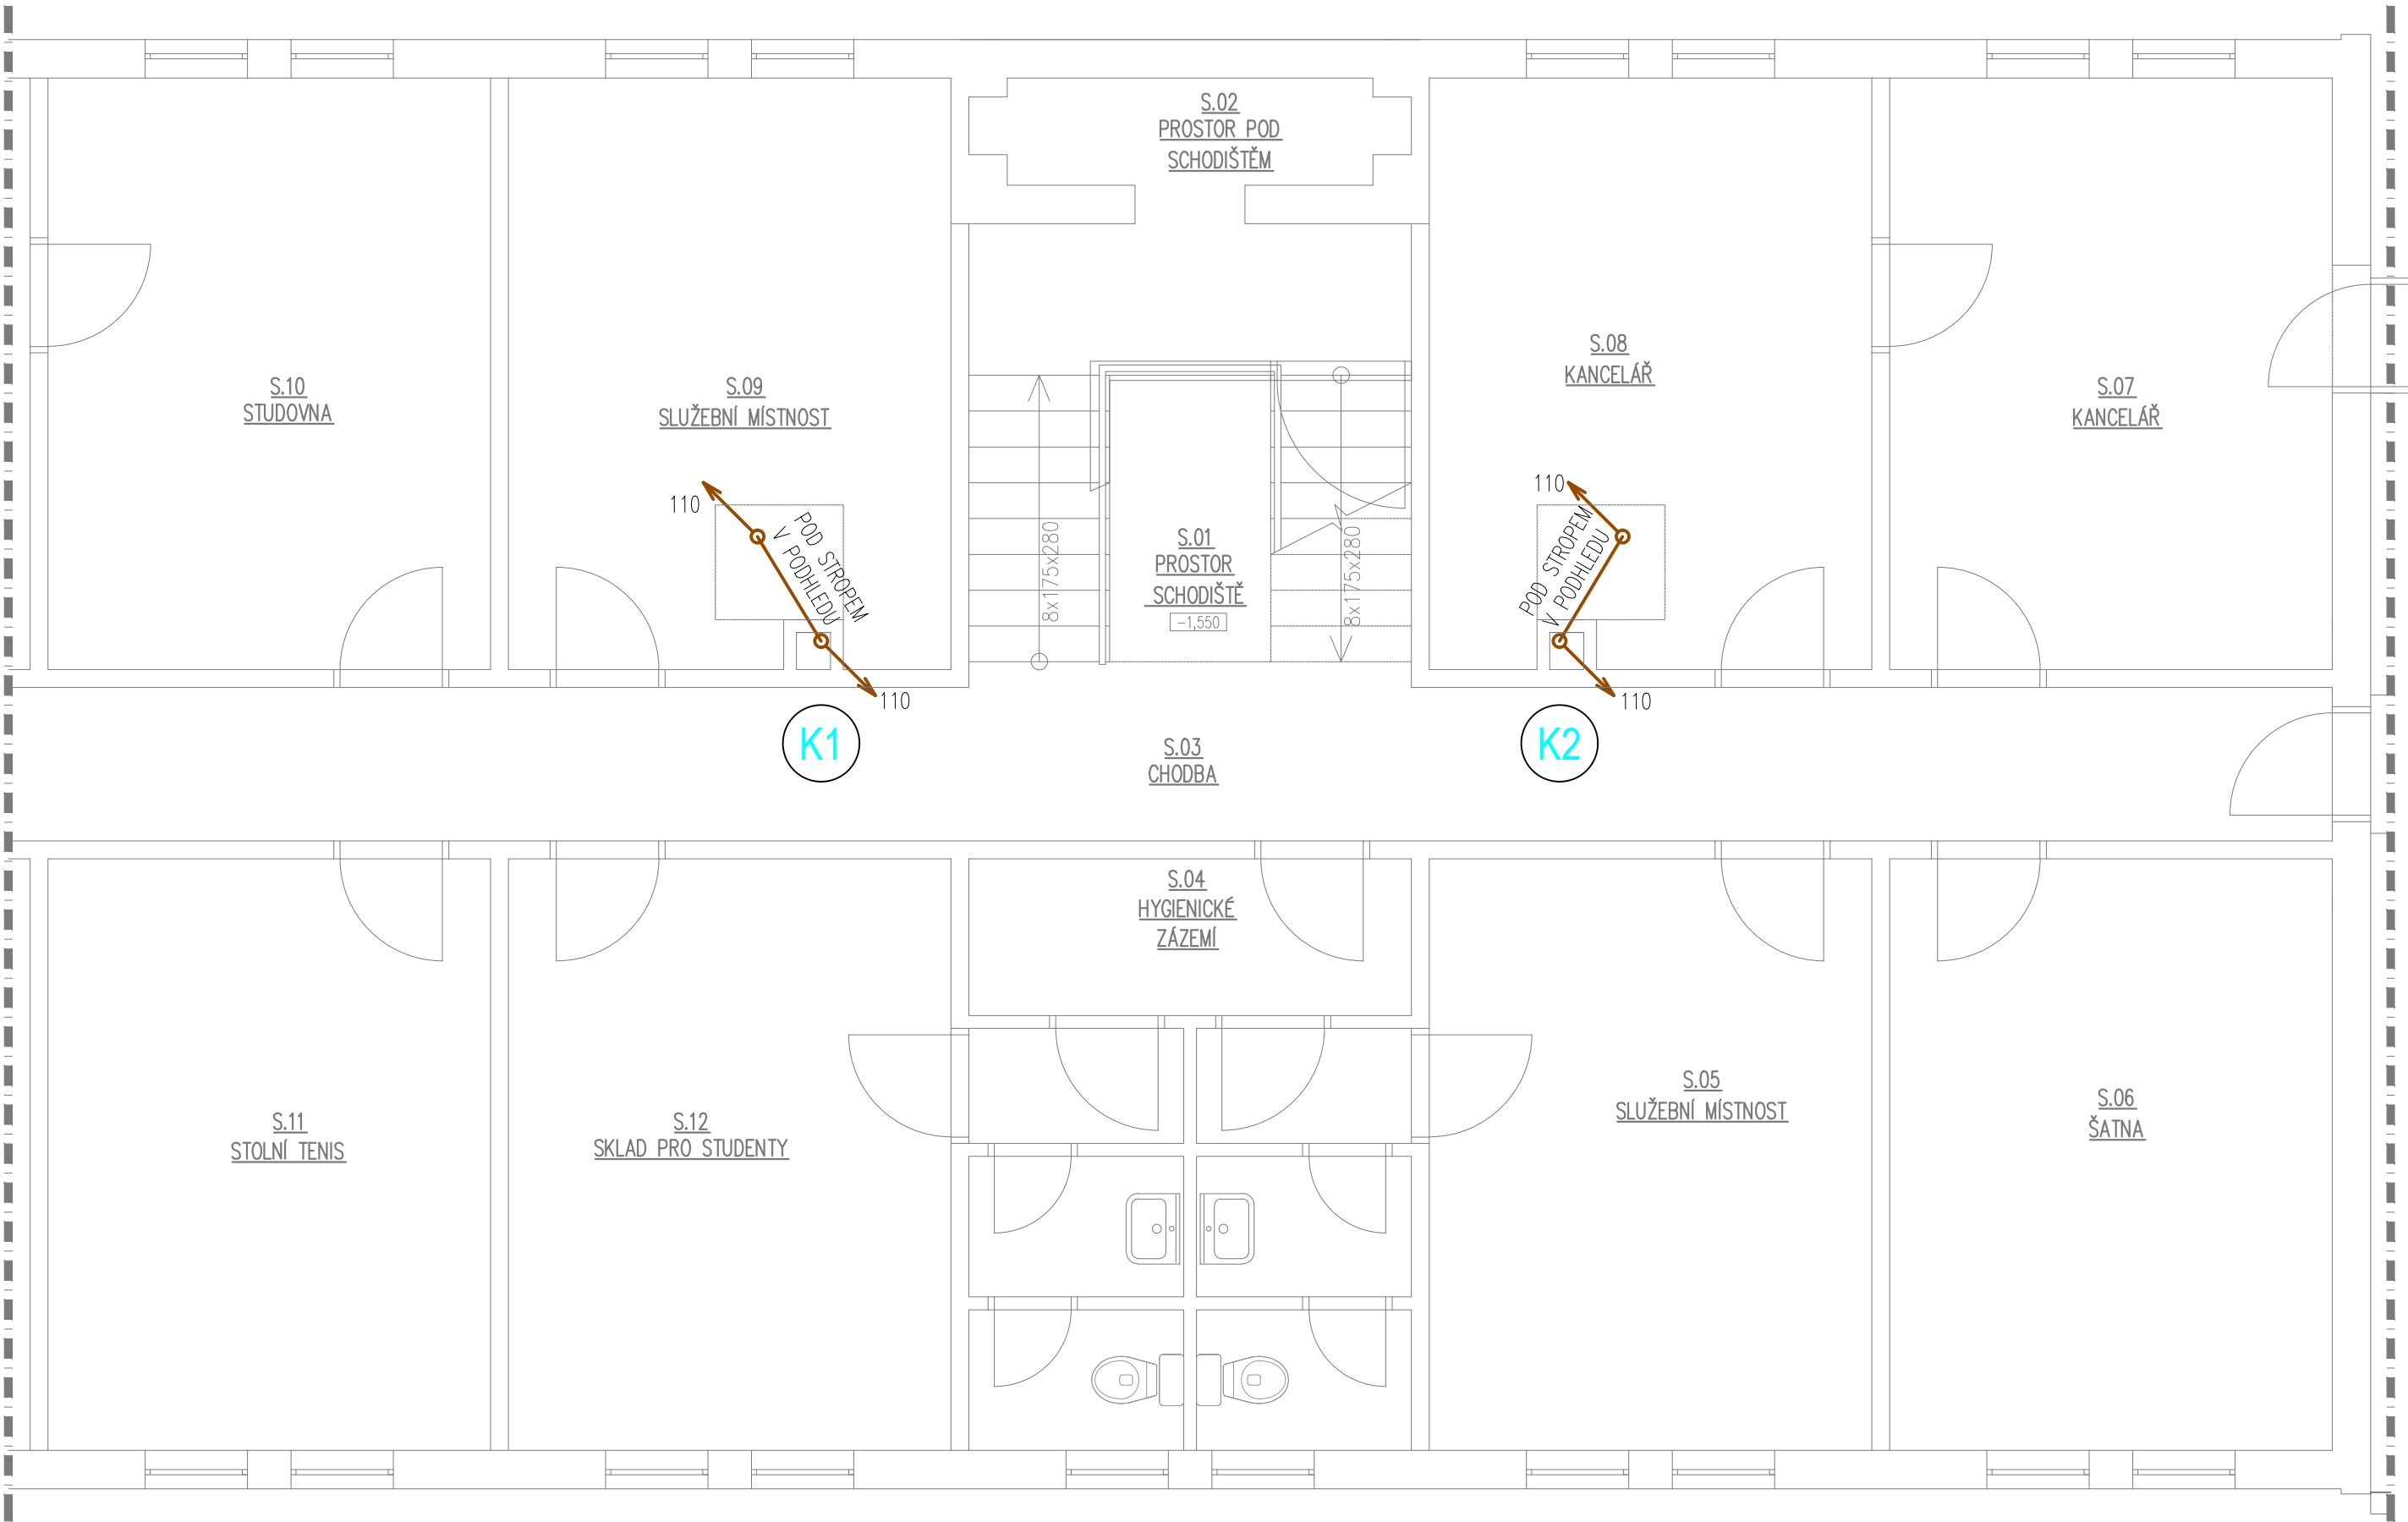 S.02
PROSTOR POD
SCHODIŠTĚM
S.10
STUDOVNA
S.09
SLUŽEBNÍ MÍSTNOST
S.08
KANCELÁŘ
S.07
KANCELÁŘ
110
POD STROPEM
V PODHLEDU
110
K1
8x175x280
S.01
PROSTOR
SCHODIŠTĚ
-1,550
8x175x280
110
POD STROPEM
V PODHLEDU
110
K2
S.03
CHODBA
S.04
HYGIENICKÉ
ZÁZEMÍ
S.11
STOLNÍ TENIS
S.12
SKLAD PRO STUDENTY
S.05
SLUŽEBNÍ MÍSTNOST
S.06
ŠATNA